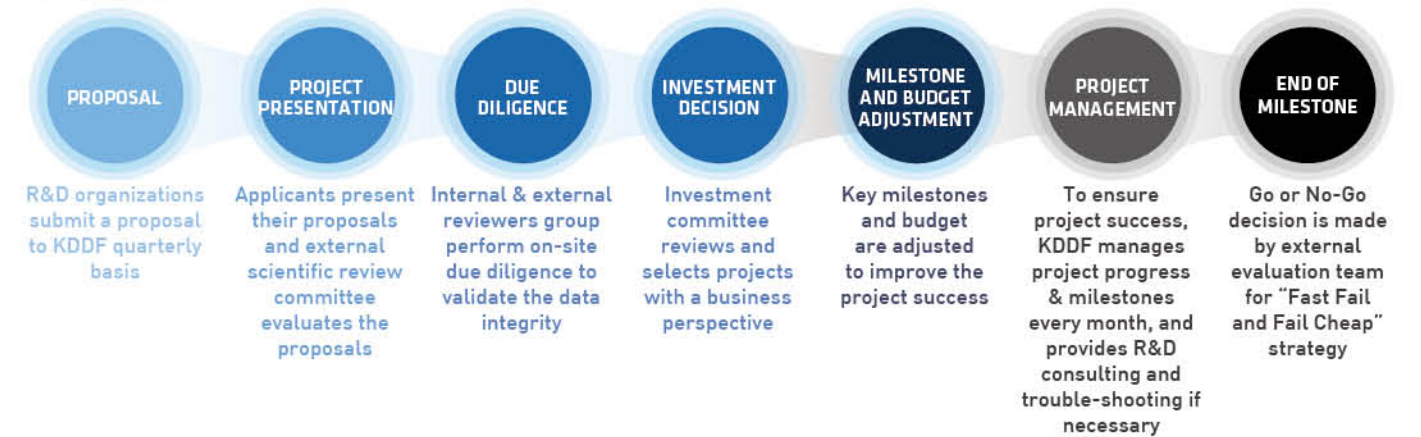 PROPOSAL
R&D organizations
submit a proposal
to KDDF quarterly
basis
PROJECT
PRESENTATION
Applicants present
their proposals
and external
scientific review
committee
evaluates the
proposals
DUE
DILIGENCE
Internal & external
reviewers group
perform on-site
due diligence to
validate the data
integrity
INVESTMENT
DECISION
Investment
committee
reviews and
selects projects
with a business
perspective
MILESTONE
AND BUDGET
ADJUSTMENT
Key milestones
and budget
are adjusted
to improve the
project success
PROJECT
MANAGEMENT
To ensure
project success,
KDDF manages
project progress
& milestones
every month, and
provides R&D
consulting and
trouble-shooting if
necessary
END OF
MILESTONE
Go or No-Go
decision is made
by external
evaluation team
for “Fast Fail
and Fail Cheap”
strategy